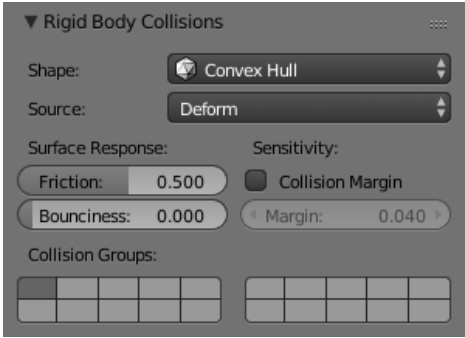 Rigid Body Collisions
Shape: Convex Hull
Source: Deform
Surface Response: Sensitivity:
Friction: 0.500 Collision Margin
Bounciness: 0.000 Margin: 0.040
Collision Groups: